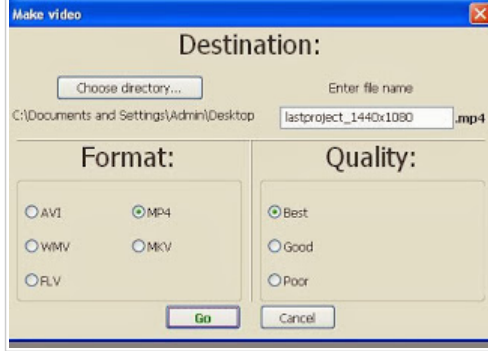 Make video
Destination:
Choose directory...
Enter file name
C:\Documents and Settings\Admin\Desktop
lastproject_1440x1080 .mp4
Format:
Quality:
AVI MP4
Best
WMV MKV
Good
FLV
Poor
Go
Cancel